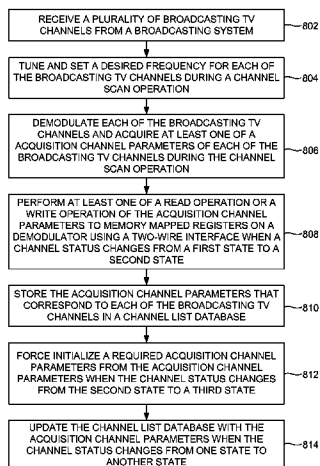 RECEIVE A PLURALITY OF BROADCASTING TV
CHANNELS FROM A BROADCASTING SYSTEM
802
TUNE AND SET A DESIRED FREQUENCY FOR EACH OF
THE BROADCASTING TV CHANNELS DURING A CHANNEL
SCAN OPERATION
804
DEMODULATE EACH OF THE BROADCASTING TV
CHANNELS AND ACQUIRE AT LEAST ONE OF A
ACQUISITION CHANNEL PARAMETERS OF EACH OF THE
BROADCASTING TV CHANNELS DURING THE CHANNEL
SCAN OPERATION
806
PERFORM AT LEAST ONE OF A READ OPERATION OR A
WRITE OPERATION OF THE ACQUISITION CHANNEL
PARAMETERS TO MEMORY MAPPED REGISTERS ON A
DEMODULATOR USING A TWO-WIRE INTERFACE WHEN A
CHANNEL STATUS CHANGES FROM A FIRST STATE TO A
SECOND STATE
808
STORE THE ACQUISITION CHANNEL PARAMETERS THAT
CORRESPOND TO EACH OF THE BROADCASTING TV
CHANNELS IN A CHANNEL LIST DATABASE
810
FORCE INITIALIZE A REQUIRED ACQUISITION CHANNEL
PARAMETERS FROM THE ACQUISITION CHANNEL
PARAMETERS WHEN THE CHANNEL STATUS CHANGES
FROM THE SECOND STATE TO A THIRD STATE
812
UPDATE THE CHANNEL LIST DATABASE WITH THE
ACQUISITION CHANNEL PARAMETERS WHEN THE
CHANNEL STATUS CHANGES FROM ONE STATE TO
ANOTHER STATE
814